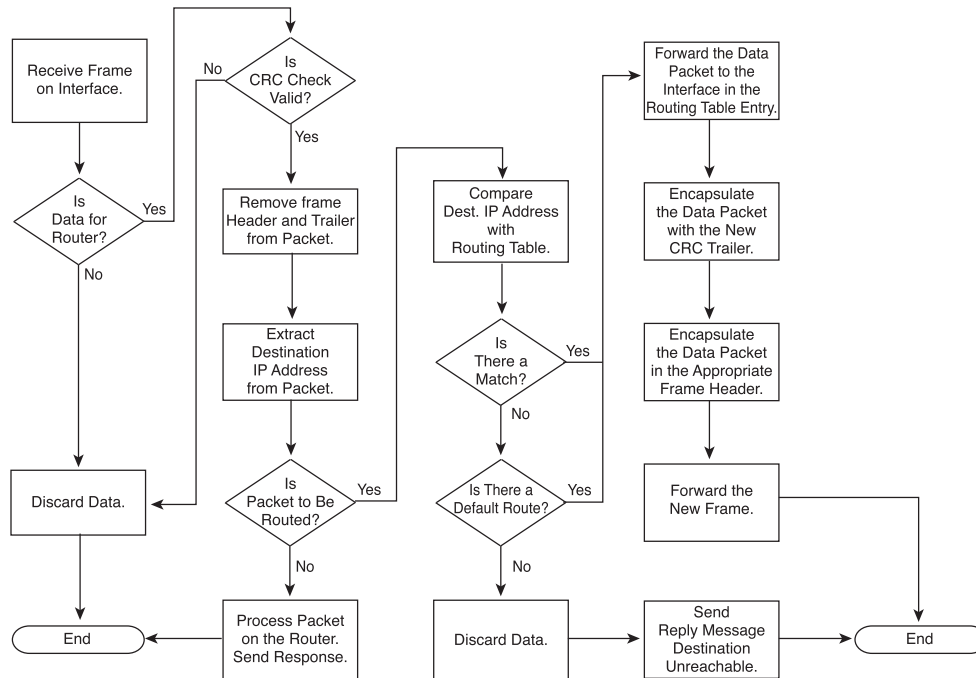 Receive Frame
on Interface.
Is
Data for
Router?
Yes
No
Discard Data.
End
Is
CRC Check
Valid?
No
Yes
Remove frame
Header and Trailer
from Packet.
Extract
Destination
IP Address
from Packet.
Is
Packet to Be
Routed?
Yes
No
Process Packet
on the Router.
Send Response.
Compare
Dest. IP Address
with
Routing Table.
Is
There a
Match?
Yes
No
Is There a
Default Route?
Yes
No
Discard Data.
Forward the Data
Packet to the
Interface in the
Routing Table Entry.
Encapsulate
the Data Packet
with the New
CRC Trailer.
Encapsulate
the Data Packet
in the Appropriate
Frame Header.
Forward the
New Frame.
Send
Reply Message
Destination
Unreachable.
End